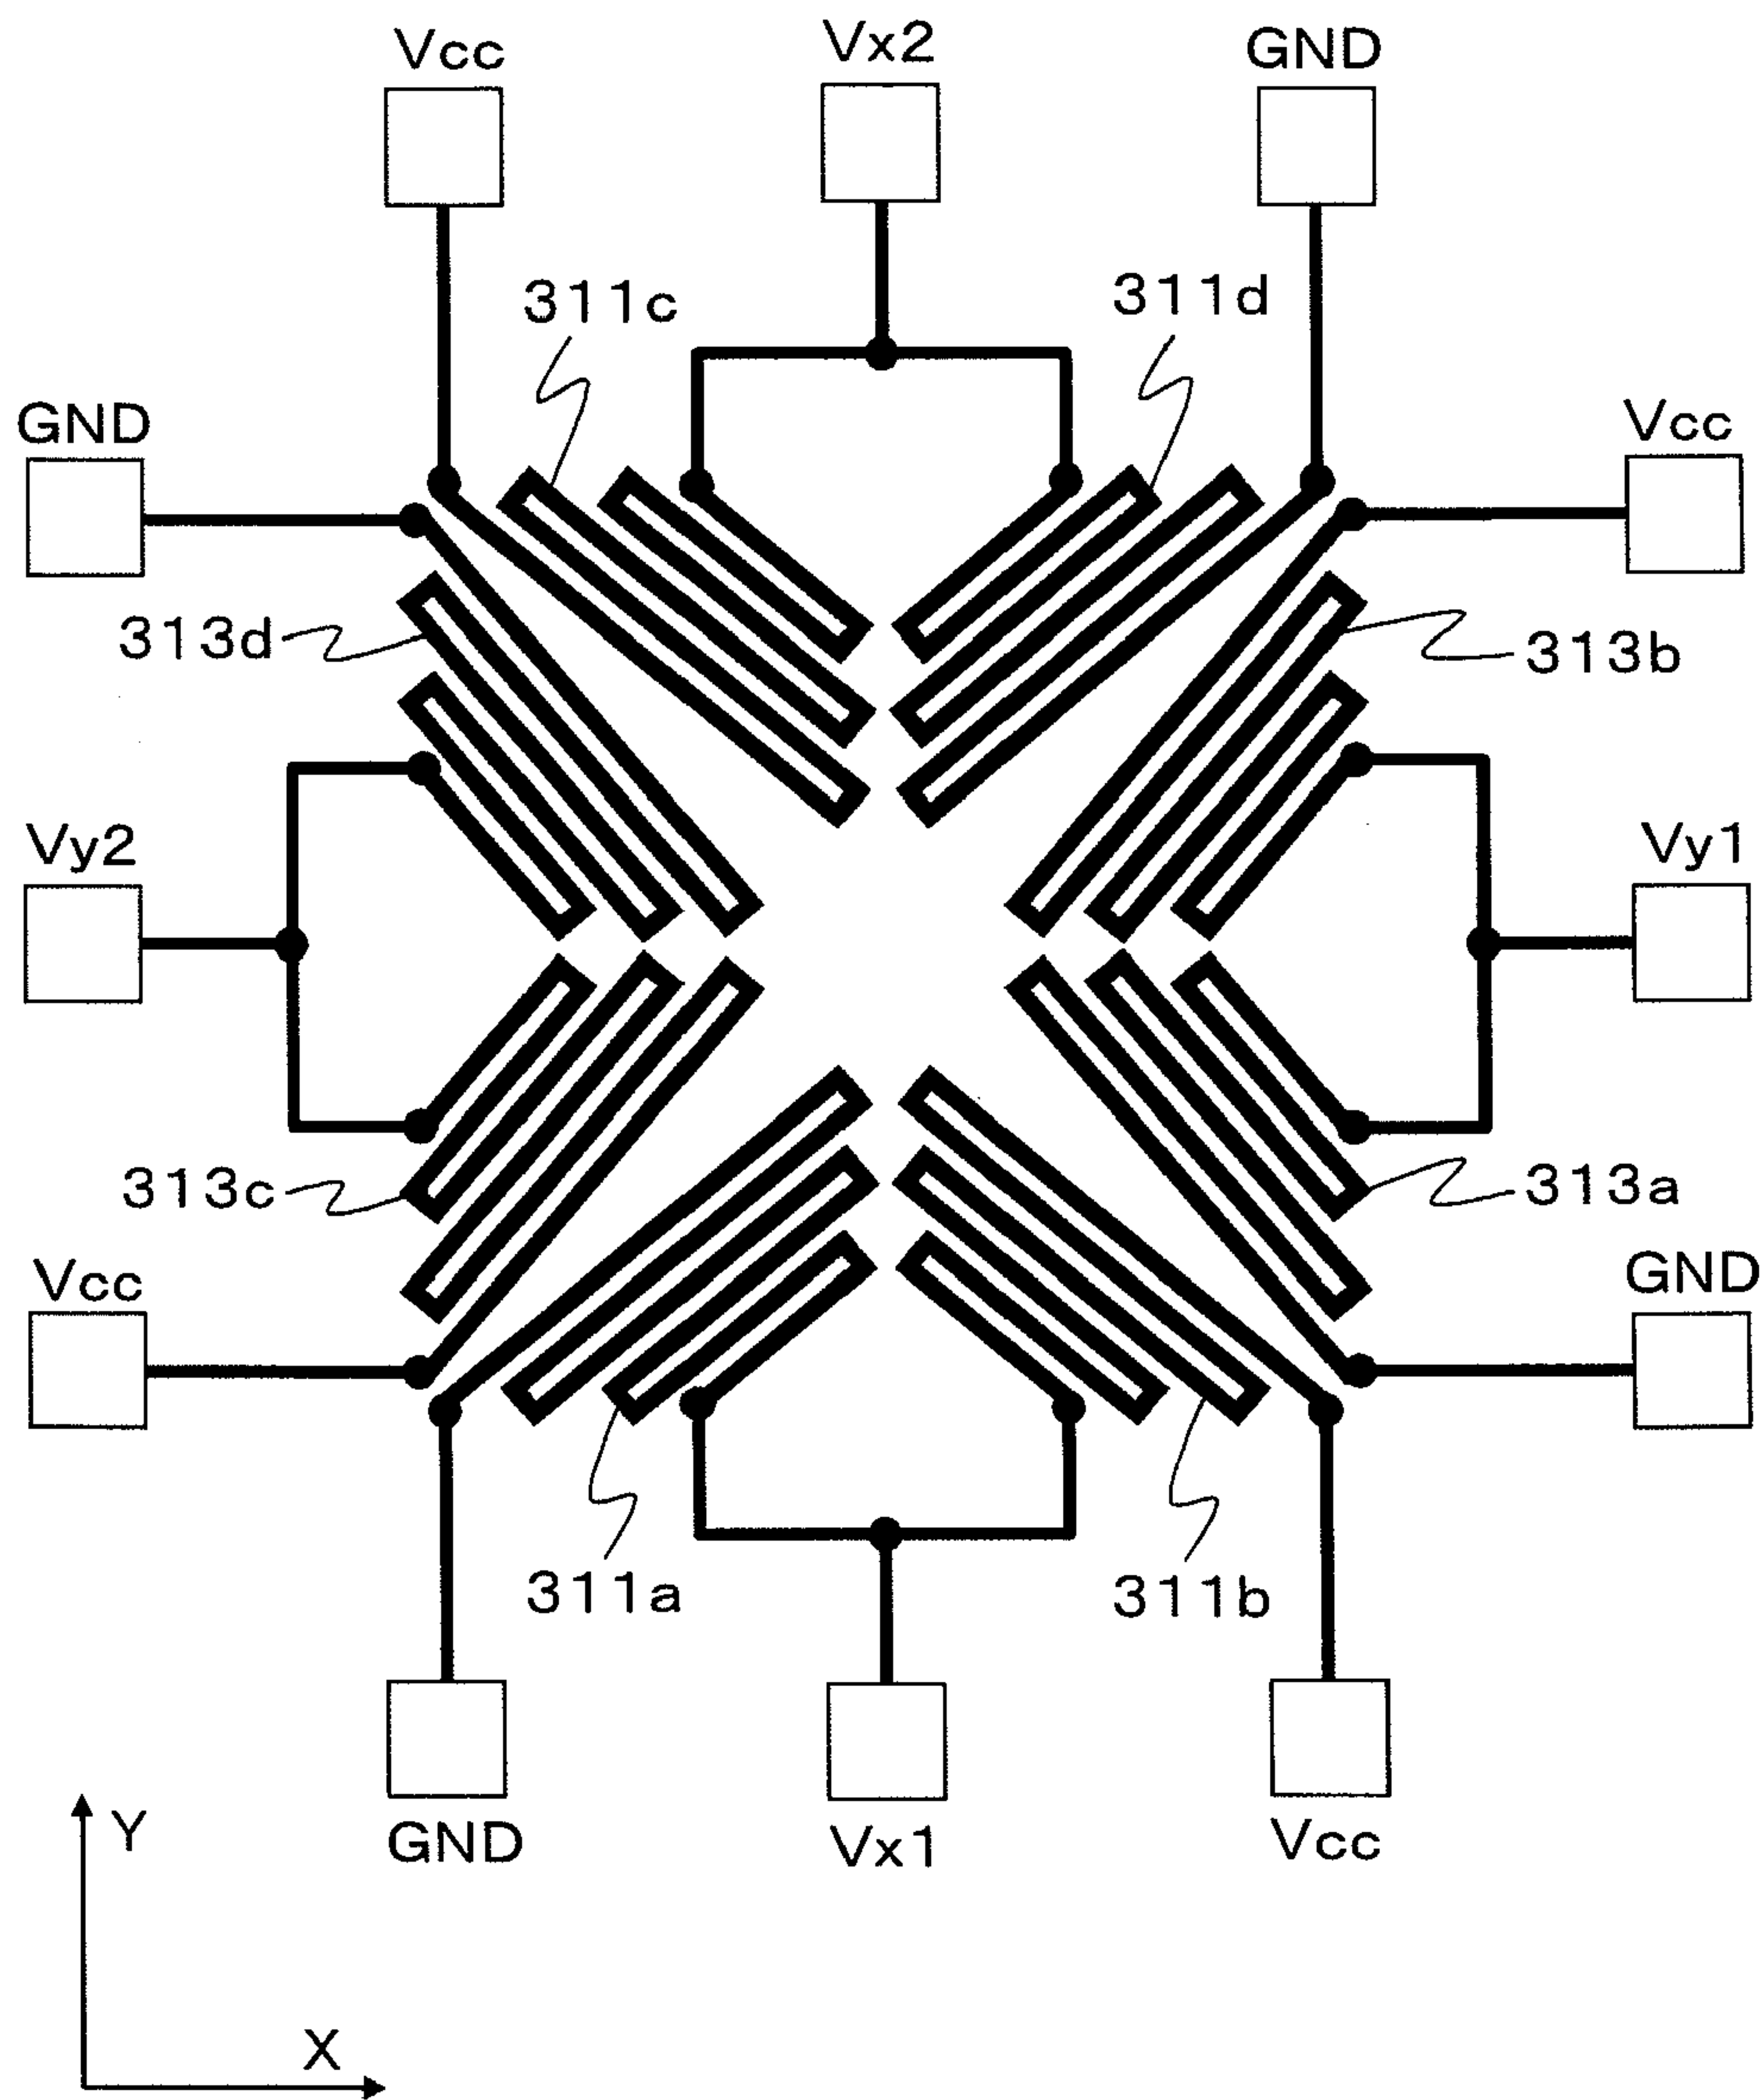 Vcc
Vx2
GND
311c
311d
GND
Vcc
313d
313b
Vy2
Vy1
313c
313a
Vcc
GND
311a
311b
GND
Vx1
Vcc
Y
X